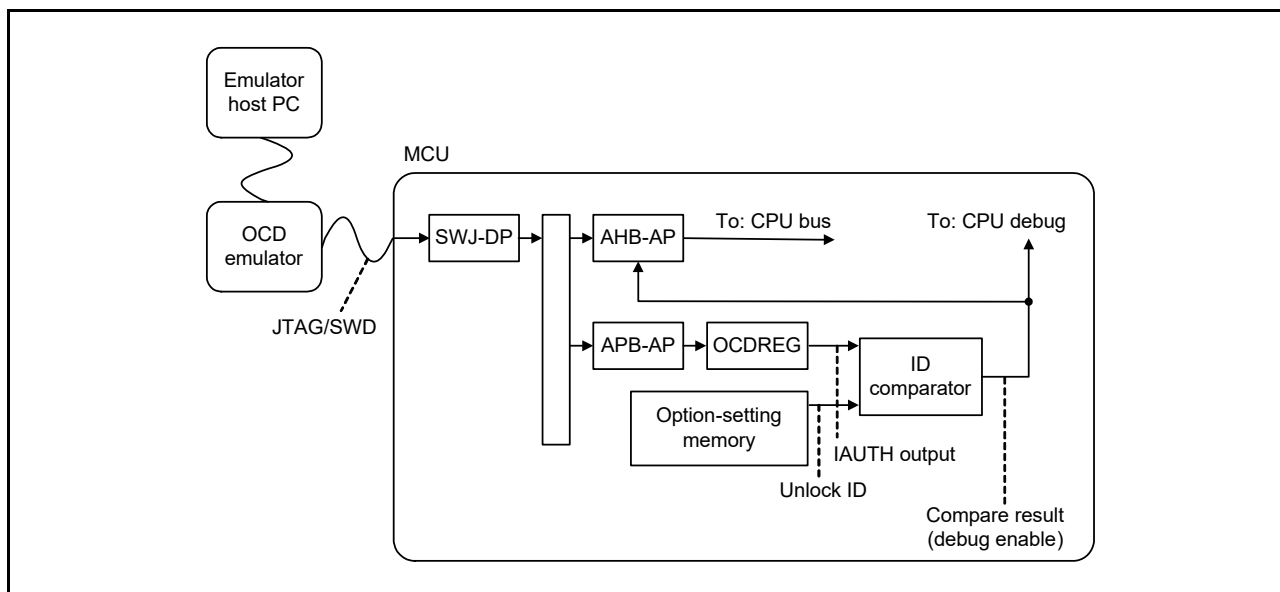 Emulator
host PC
MCU
OCD
emulator
JTAG/SWD
SWJ-DP
AHB-AP
To: CPU bus
To: CPU debug
APB-AP
OCDREG
ID
comparator
Option-setting
memory
IAUTH output
Unlock ID
Compare result
(debug enable)